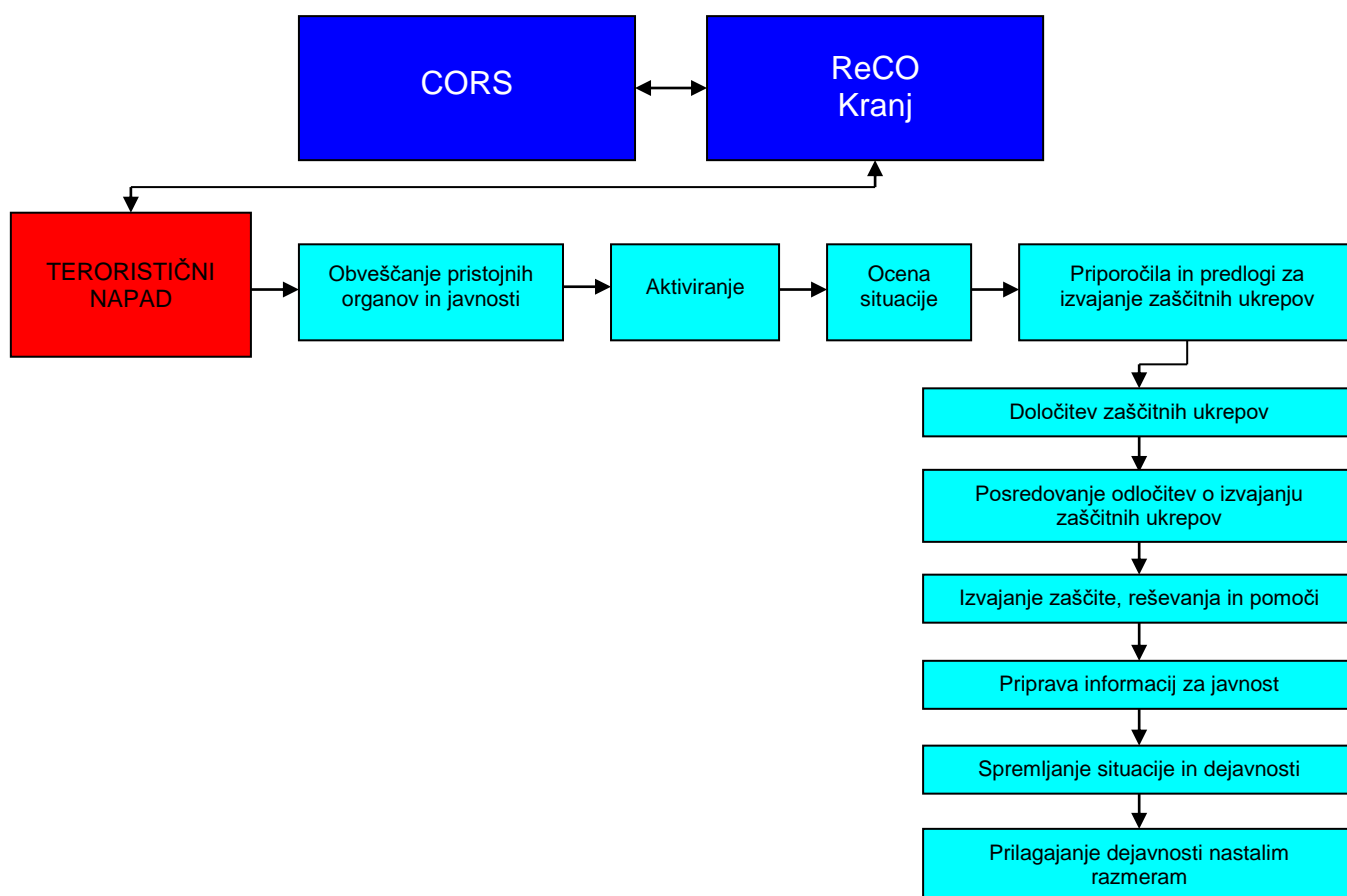 CORS
ReCO
Kranj
TERORISTIČNI
NAPAD
Obveščanje pristojnih
organov in javnosti
Aktiviranje
Ocena
situacije
Priporočila in predlogi za
izvajanje zaščitnih ukrepov
Določitev zaščitnih ukrepov
Posredovanje odločitev o izvajanju
zaščitnih ukrepov
Izvajanje zaščite, reševanja in pomoči
Priprava informacij za javnost
Spremljanje situacije in dejavnosti
Prilagajanje dejavnosti nastalim
razmeram